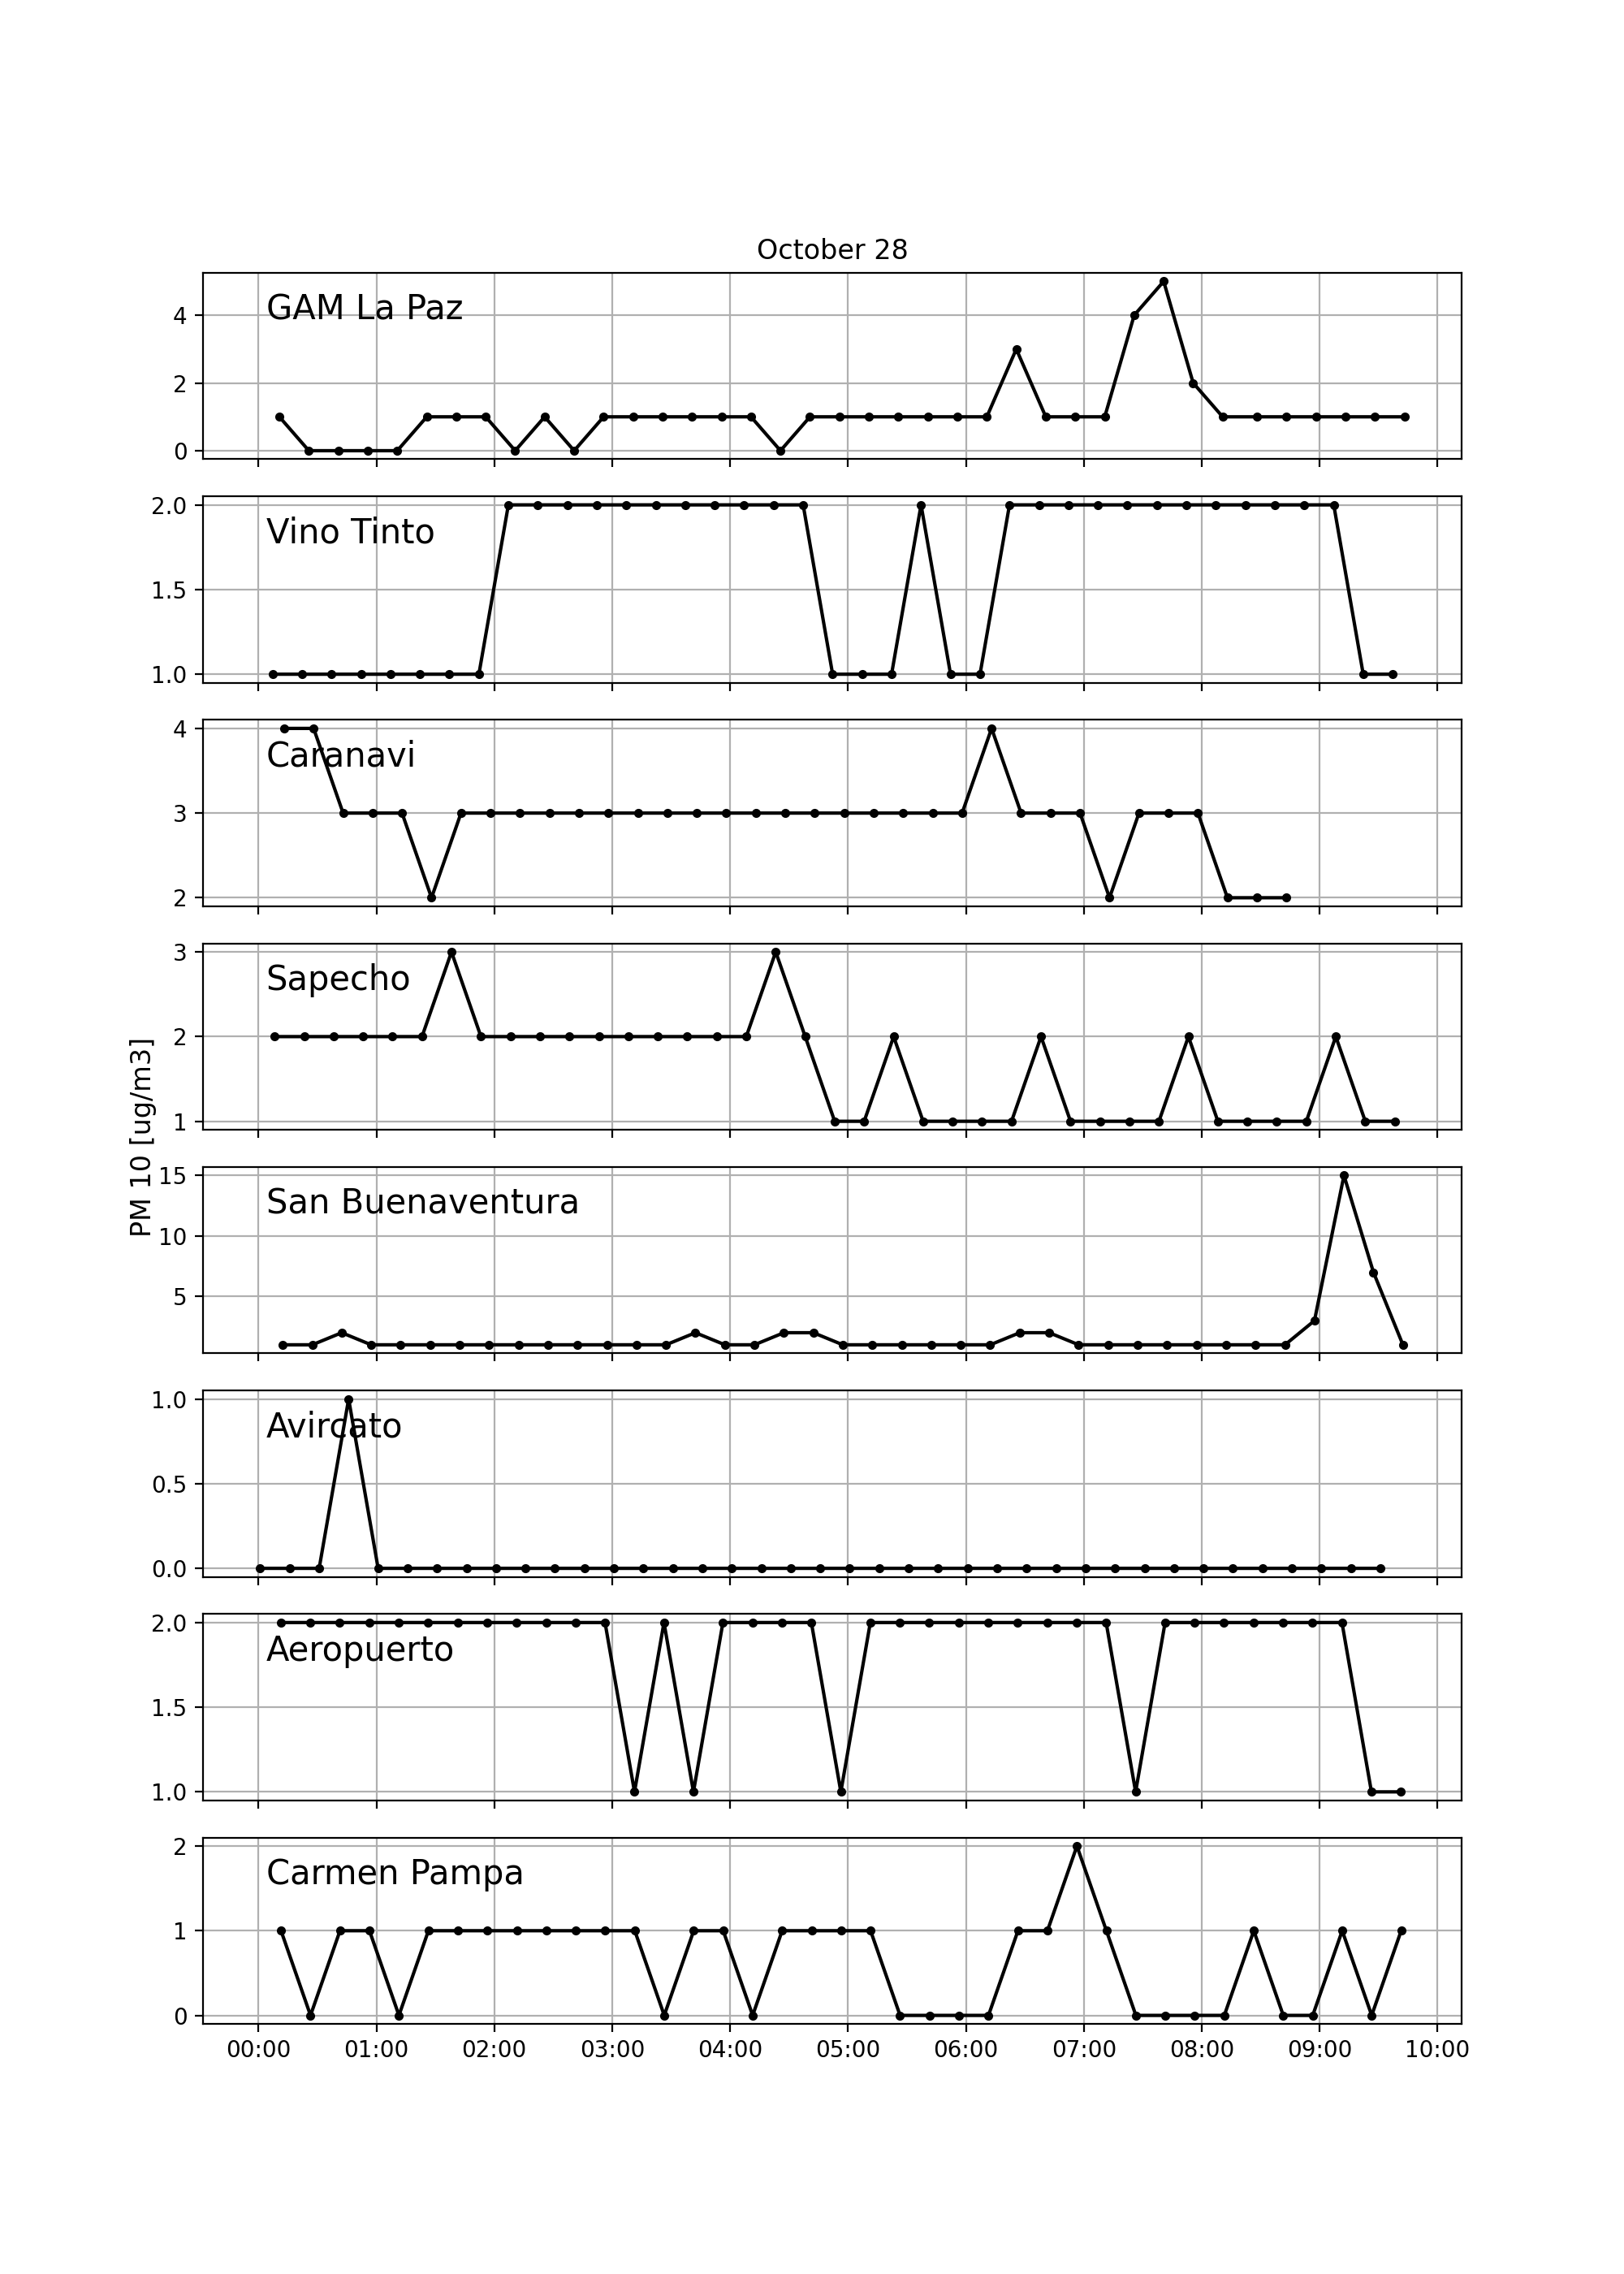 October 28
GAM La Paz
4
2
0
Vino Tinto
2.0
1.5
1.0
Caranavi
4
3
2
Sapecho
3
2
1
PM 10 [ug/m3]
San Buenaventura
15
10
5
Avircato
1.0
0.5
0.0
Aeropuerto
2.0
1.5
1.0
Carmen Pampa
2
1
0
00:00 01:00 02:00 03:00 04:00 05:00 06:00 07:00 08:00 09:00 10:00